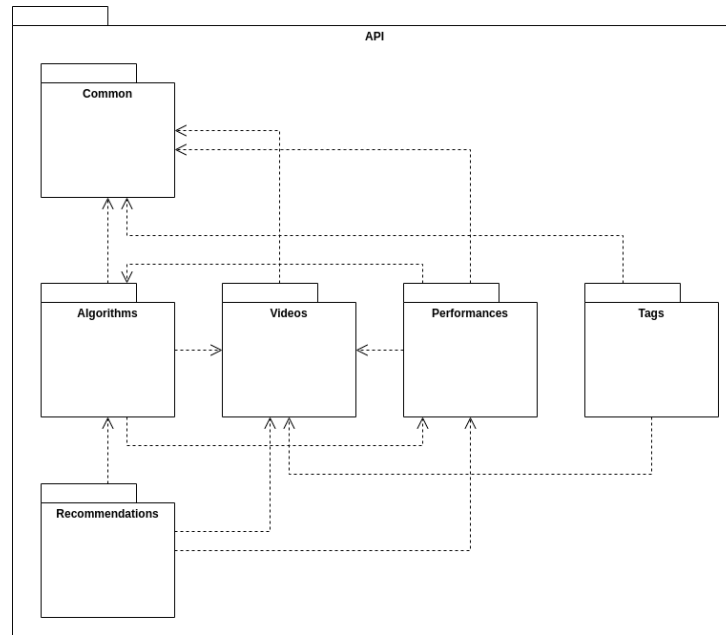 API
Common
Algorithms
Videos
Performances
Tags
Recommendations